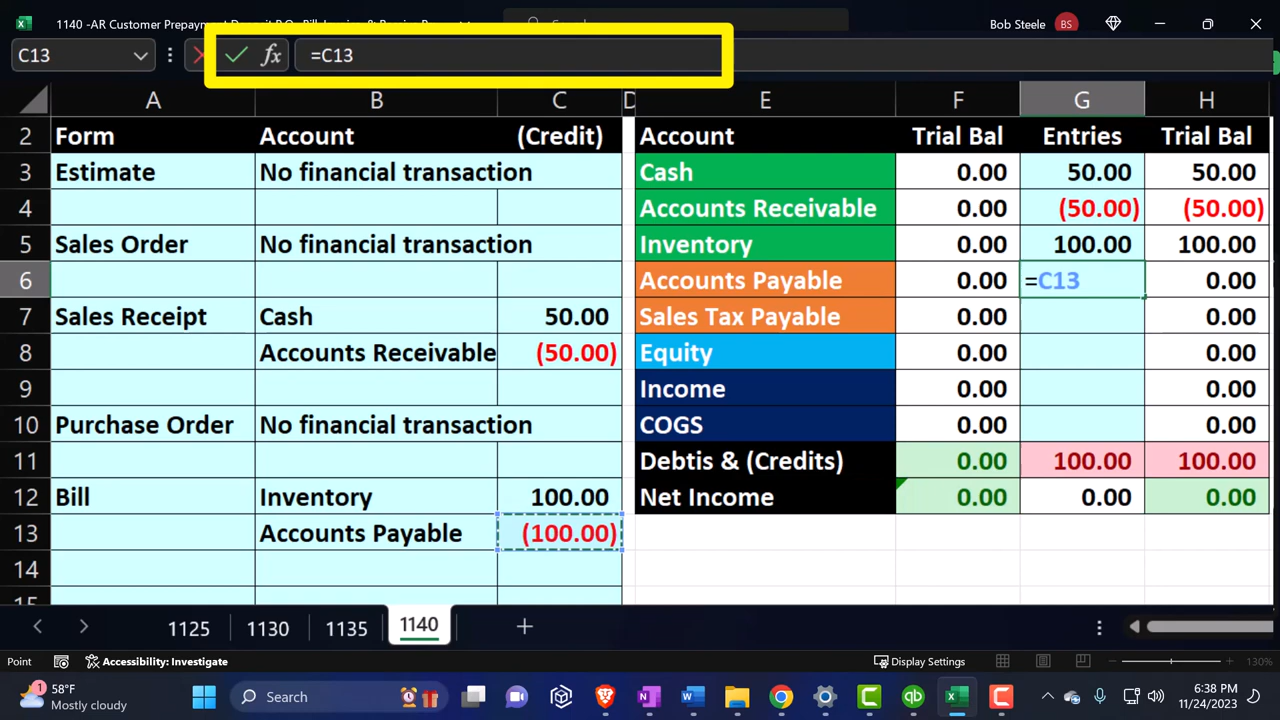 1140 -AR Customer Prepayment Deposit P.O.
Bob Steele BS
C13 fx =C13
A B C D E F G H
2 Form Account (Credit) Account Trial Bal Entries Trial Bal
3 Estimate No financial transaction Cash 0.00 50.00 50.00
4 Accounts Receivable 0.00 (50.00) (50.00)
5 Sales Order No financial transaction Inventory 0.00 100.00 100.00
6 Accounts Payable 0.00 =C13 0.00
7 Sales Receipt Cash 50.00 Sales Tax Payable 0.00 0.00
8 Accounts Receivable (50.00) Equity 0.00 0.00
9 Income 0.00 0.00
10 Purchase Order No financial transaction COGS 0.00 0.00
11 Debtis & (Credits) 0.00 100.00 100.00
12 Bill Inventory 100.00 Net Income 0.00 0.00 0.00
13 Accounts Payable (100.00)
14
15
1125 1130 1135 1140
Point Accessibility: Investigate Display Settings 130%
1 58°F
Mostly cloudy
Search
6:38 PM
11/24/2023